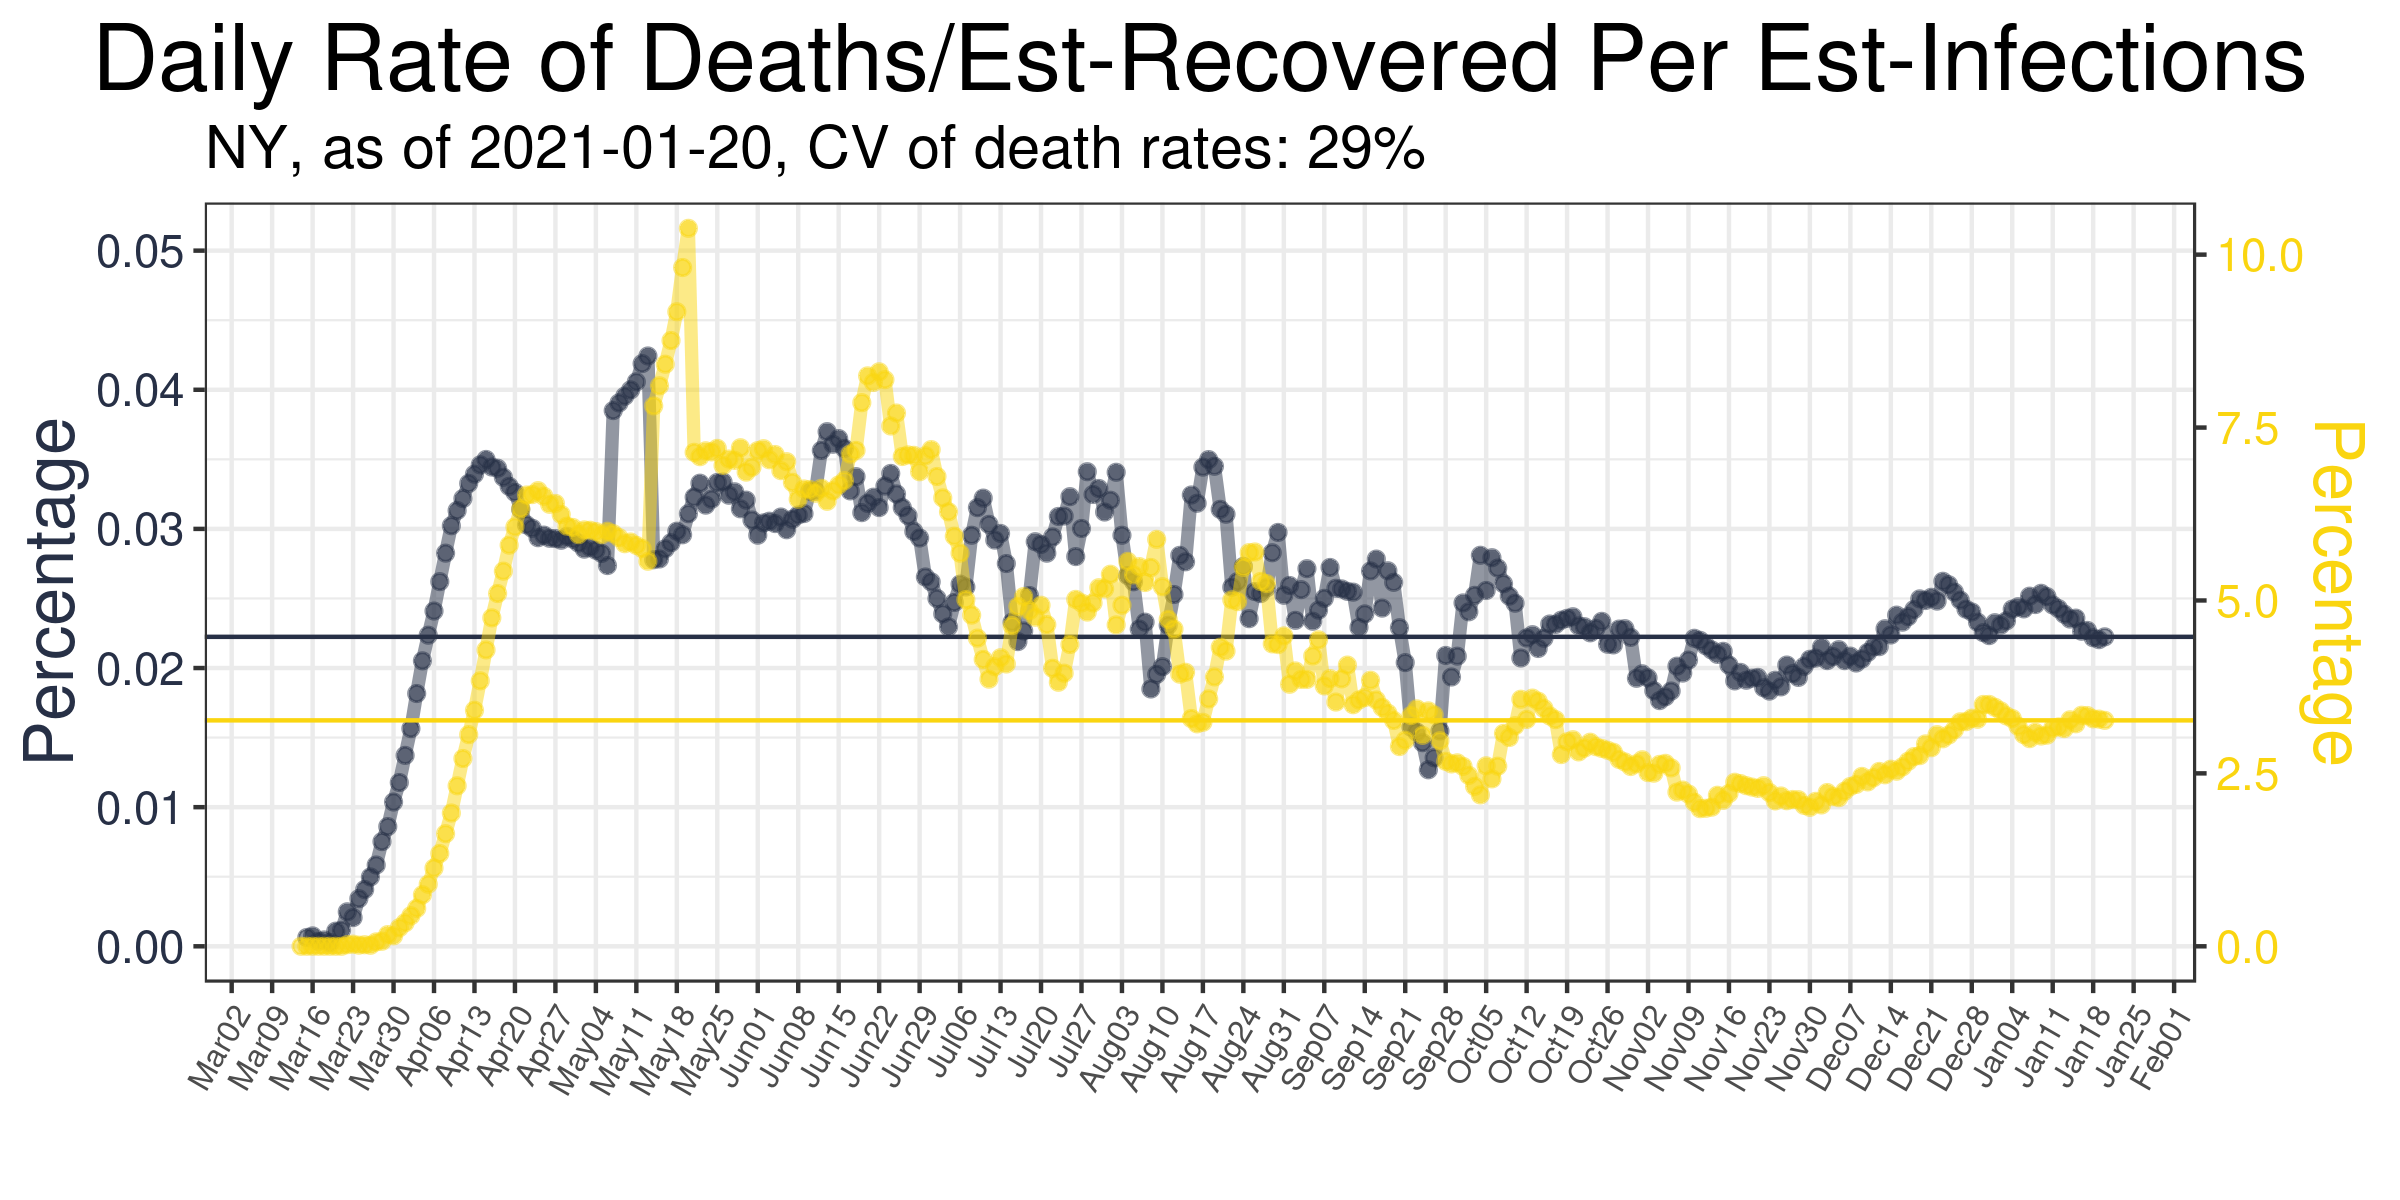 Daily Rate of Deaths/Est-Recovered Per Est-Infections
NY, as of 2021-01-20, CV of death rates: 29%
Percentage
0.05
0.04
0.03
0.02
0.01
0.00
10.0
7.5
5.0
2.5
0.0
Percentage
Mar02
Mar09
Mar16
Mar23
Mar30
Apr06
Apr13
Apr20
Apr27
May04
May11
May18
May25
Jun01
Jun08
Jun15
Jun22
Jun29
Jul06
Jul13
Jul20
Jul27
Aug03
Aug10
Aug17
Aug24
Aug31
Sep07
Sep14
Sep21
Sep28
Oct05
Oct12
Oct19
Oct26
Nov02
Nov09
Nov16
Nov23
Nov30
Dec07
Dec14
Dec21
Dec28
Jan04
Jan11
Jan18
Jan25
Feb01